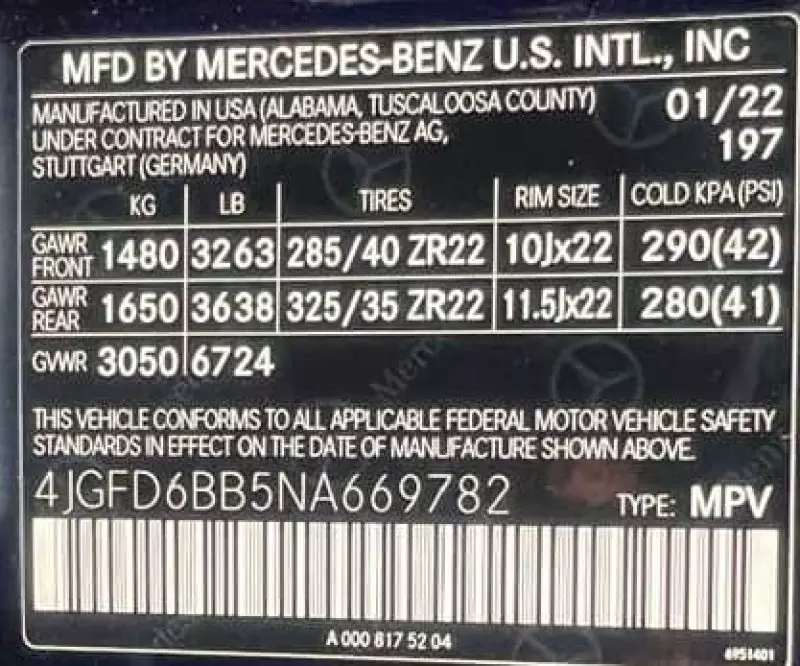 MFD BY MERCEDES-BENZ U.S. INTL., INC
MANUFACTURED IN USA (ALABAMA, TUSCALOOSA COUNTY) 01/22
UNDER CONTRACT FOR MERCEDES-BENZ AG, 197
STUTTGART (GERMANY)
KG LB TIRES RIM SIZE COLD KPA (PSI)
GAWR FRONT 1480 3263 285/40 ZR22 10Jx22 290(42)
GAWR REAR 1650 3638 325/35 ZR22 11.5Jx22 280(41)
GVWR 3050 6724
THIS VEHICLE CONFORMS TO ALL APPLICABLE FEDERAL MOTOR VEHICLE SAFETY
STANDARDS IN EFFECT ON THE DATE OF MANUFACTURE SHOWN ABOVE.
4JGFD6BB5NA669782 TYPE: MPV
A 000 817 52 04
4951401